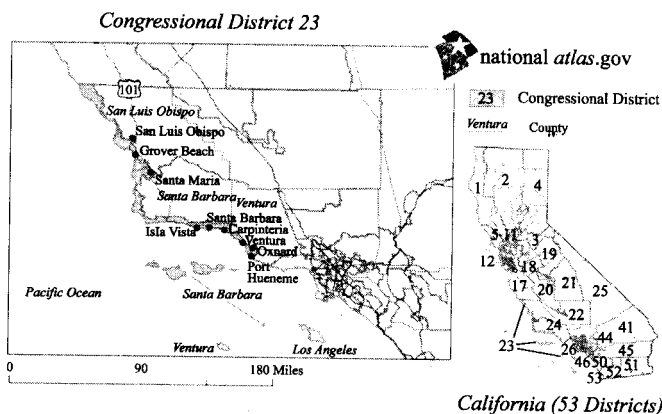 Congressional District 23
national atlas.gov
23 Congressional District
Ventura County
101
San Luis Obispo
San Luis Obispo
Grover Beach
Santa Maria
Santa Barbara
Ventura
Santa Barbara
Isla Vista
Carpinteria
Ventura
Oxnard
Port
Hueneme
Pacific Ocean
Santa Barbara
Ventura
Los Angeles
0 90 180 Miles
1 2 4
5 11 3
19
12 18
17 20 21 25
22
24 41
23 44
26 45
46 50 51
53 52
California (53 Districts)